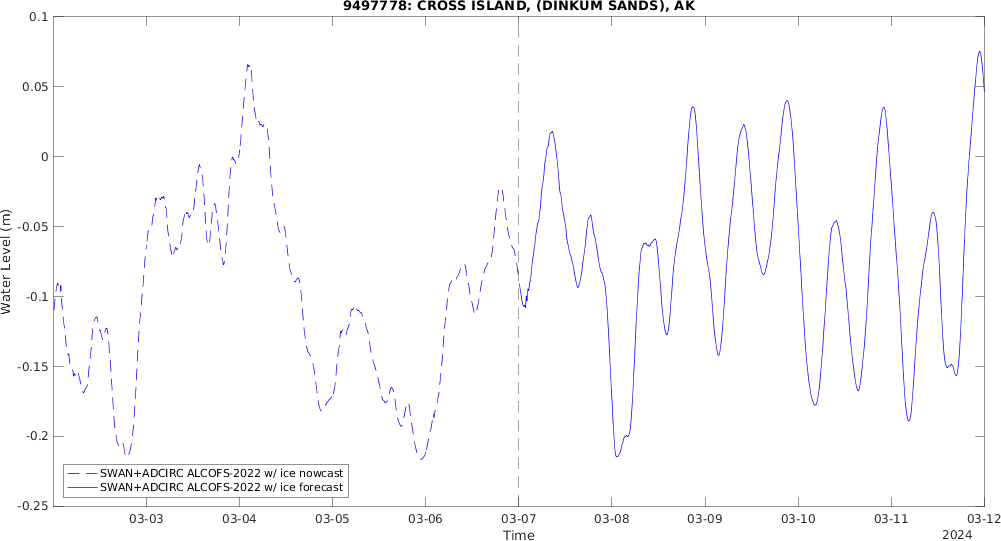 9497778: CROSS ISLAND, (DINKUM SANDS), AK
0.1
0.05
0
-0.05
-0.1
-0.15
-0.2
-0.25
Water Level (m)
SWAN+ADCIRC ALCOFS-2022 w/ ice nowcast
SWAN+ADCIRC ALCOFS-2022 w/ ice forecast
03-03 03-04 03-05 03-06 03-07 03-08 03-09 03-10 03-11 03-12
Time
2024